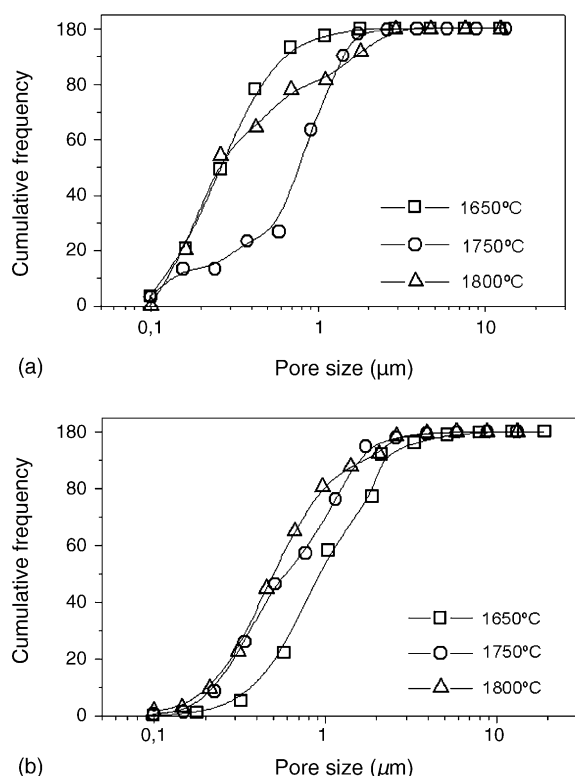 180
80
60
40
20
0
Cumulative frequency
1650ºC
1750ºC
1800ºC
0,1
1
10
Pore size (µm)
(a)
180
80
60
40
20
0
Cumulative frequency
1650ºC
1750ºC
1800ºC
0,1
1
10
Pore size (µm)
(b)